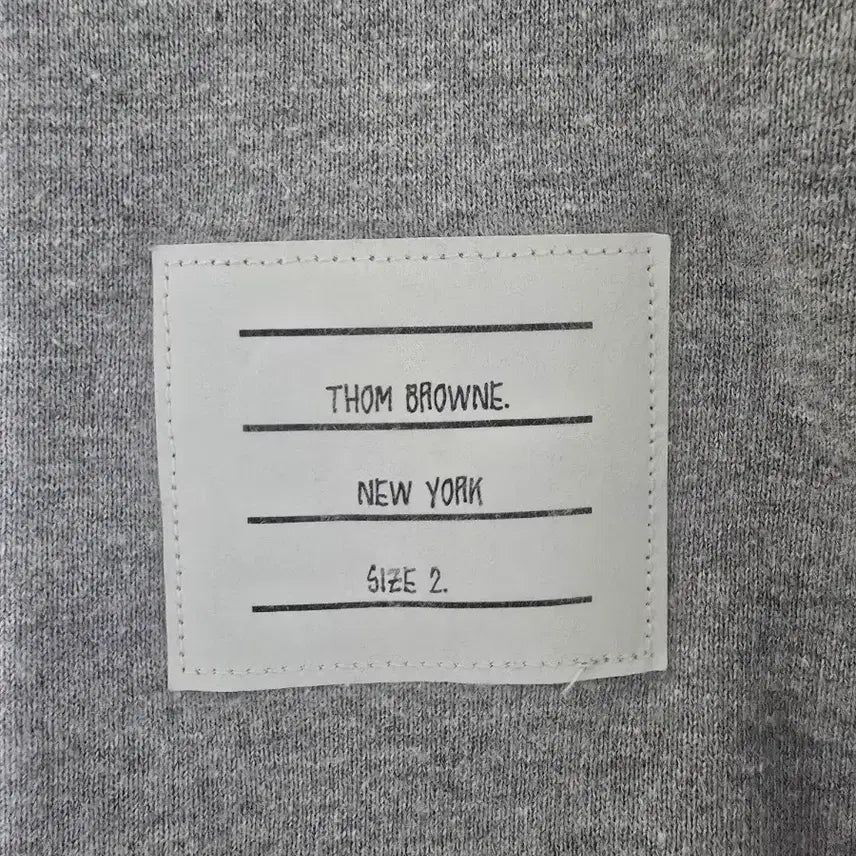 THOM BROWNE.
NEW YORK
SIZE 2.